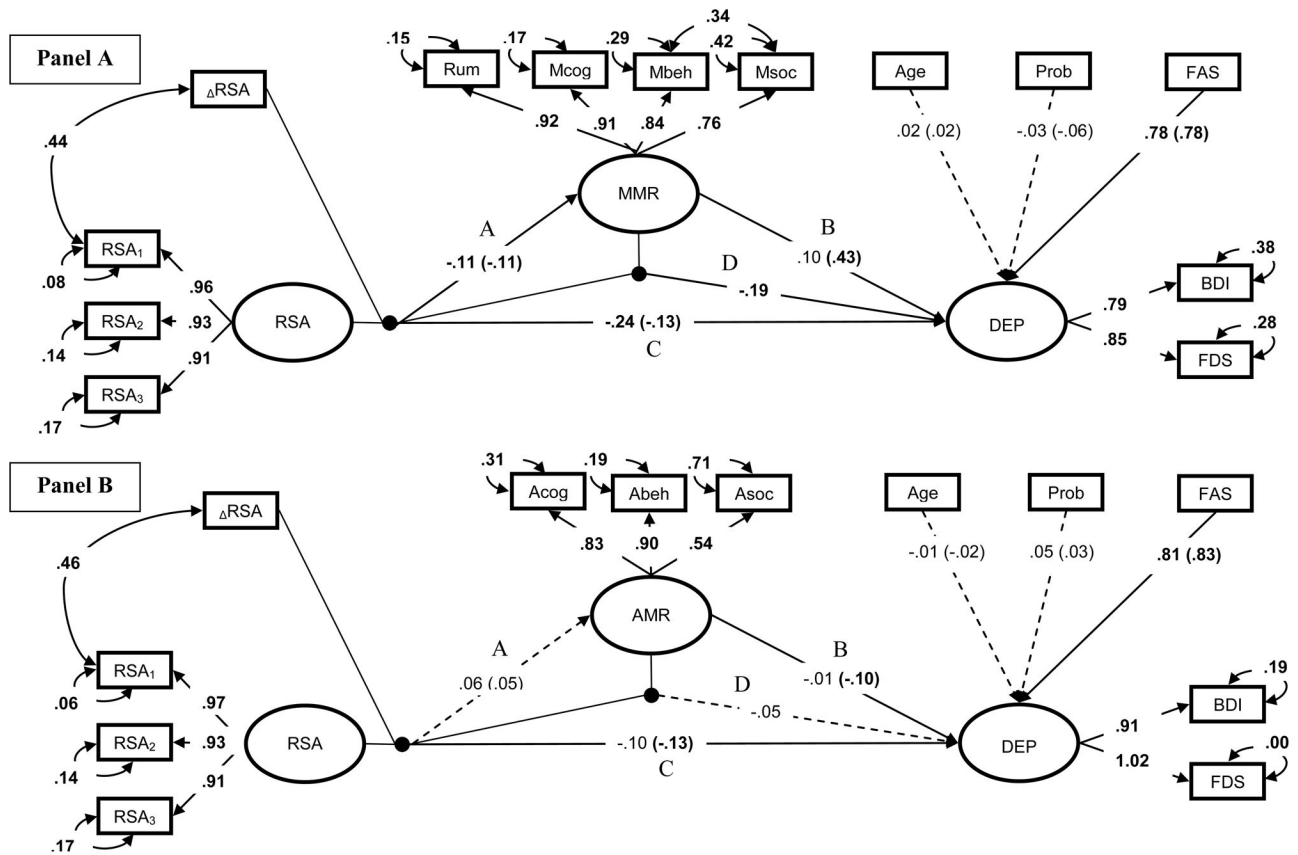 Panel A
.15 .17 .29 .34 .42
Rum Mcog Mbeh Msoc
Age Prob FAS
ΔRSA
.92 .91 .84 .76
.02 (.02) -.03 (-.06) .78 (.78)
.44
MMR
A B
RSA1
.08
-.11 (-.11) .10 (.43)
D
-.19
.38
BDI
.96
RSA2 .93
.14
RSA
-.24 (-.13)
C
DEP
.79
.85
.28
FDS
.91
RSA3
.17
Panel B
.31 .19 .71
Acog Abeh Asoc
Age Prob FAS
ΔRSA
.83 .90 .54
-.01 (-.02) .05 (.03) .81 (.83)
.46
AMR
A B
RSA1
.06
.06 (.05) -.01 (-.10)
D
-.05
.19
BDI
.97
RSA2 .93
.14
RSA
-.10 (-.13)
C
DEP
.91
1.02
.00
FDS
.91
RSA3
.17